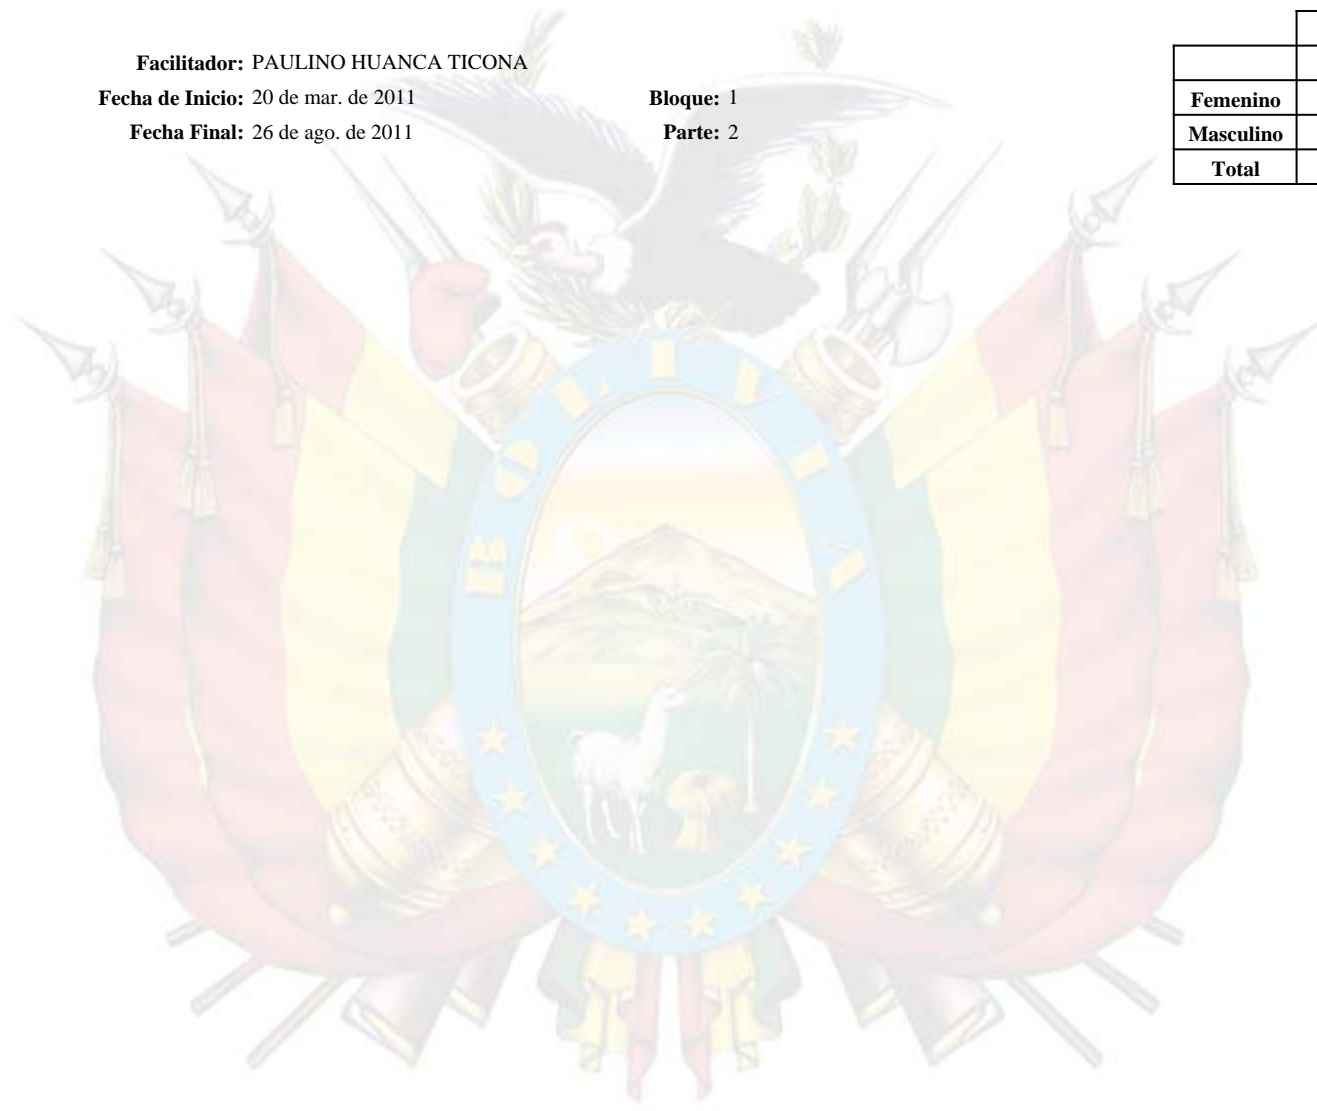 Facilitador: PAULINO HUANCA TICONA
Fecha de Inicio: 20 de mar. de 2011 Bloque: 1
Fecha Final: 26 de ago. de 2011 Parte: 2
Femenino
Masculino
Total
BOLIVIA